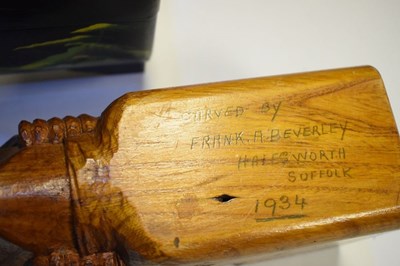 CARVED BY
FRANK. A. BEVERLEY
HALESWORTH
SUFFOLK
1934